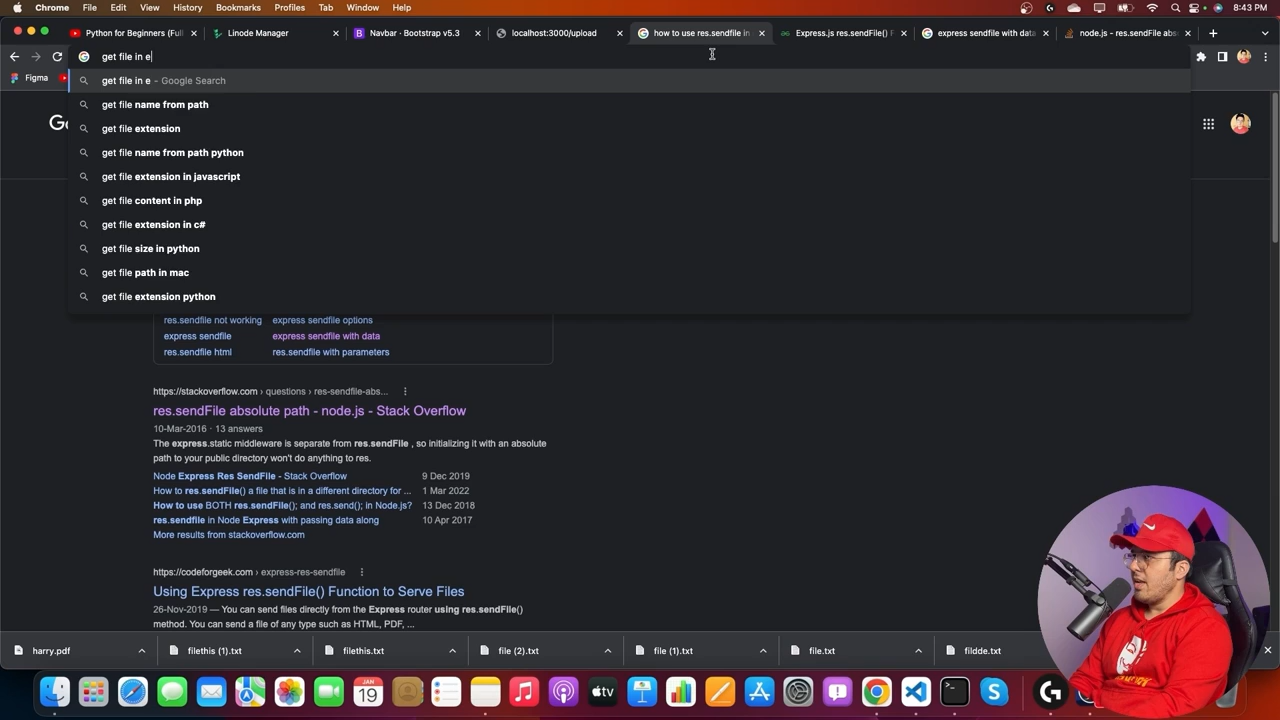 Chrome File Edit View History Bookmarks Profiles Tab Window Help 8:43 PM
Python for Beginners (Full Linode Manager Navbar · Bootstrap v5.3 localhost:3000/upload how to use res.sendfile in Express.js res.sendFile() F express sendfile with data node.js - res.sendFile abs
get file in e
Figma
get file in e - Google Search
get file name from path
get file extension
get file name from path python
get file extension in javascript
get file content in php
get file extension in c#
get file size in python
get file path in mac
get file extension python
res.sendfile not working express sendfile options
express sendfile express sendfile with data
res.sendfile html res.sendfile with parameters
https://stackoverflow.com › questions › res-sendfile-abs...
res.sendFile absolute path - node.js - Stack Overflow
10-Mar-2016 · 13 answers
The express.static middleware is separate from res.sendFile , so initializing it with an absolute
path to your public directory won't do anything to res.
Node Express Res SendFile - Stack Overflow 9 Dec 2019
How to res.sendFile() a file that is in a different directory for ... 1 Mar 2022
How to use BOTH res.sendFile(); and res.send(); in Node.js? 13 Dec 2018
res.sendfile in Node Express with passing data along 10 Apr 2017
More results from stackoverflow.com
https://codeforgeek.com › express-res-sendfile
Using Express res.sendFile() Function to Serve Files
26-Nov-2019 — You can send files directly from the Express router using res.sendFile()
method. You can send a file of any type such as HTML, PDF, ...
harry.pdf filethis (1).txt filethis.txt file (2).txt file (1).txt file.txt fildde.txt
JAN
19 tv